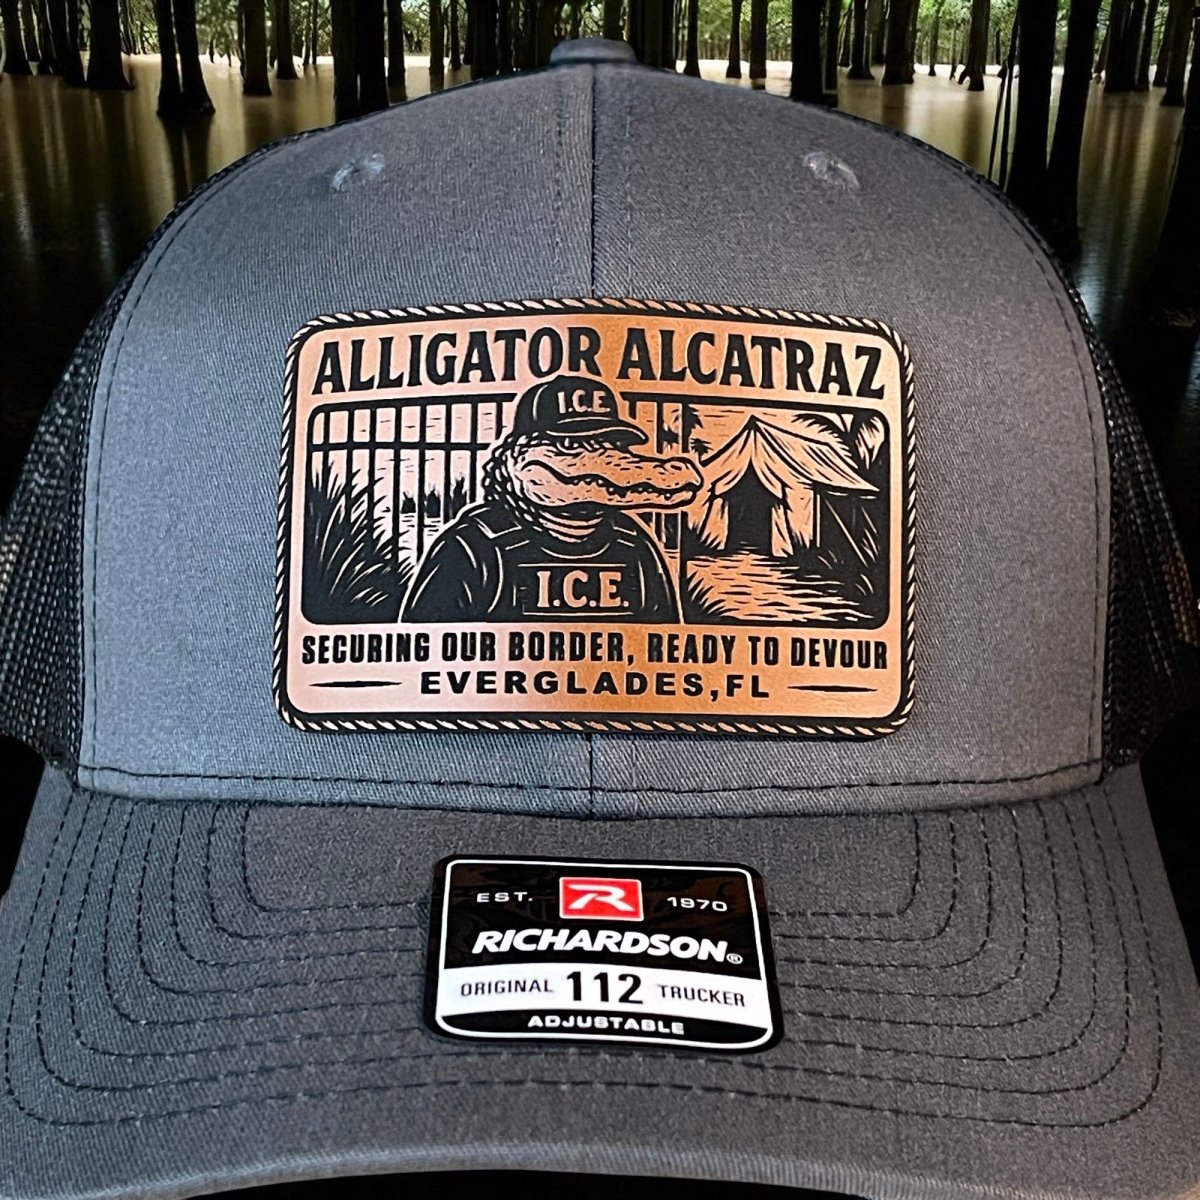 ALLIGATOR ALCATRAZ
I.C.E.
I.C.E.
SECURING OUR BORDER, READY TO DEVOUR
EVERGLADES, FL
EST. R 1970
RICHARDSON®
ORIGINAL 112 TRUCKER
ADJUSTABLE